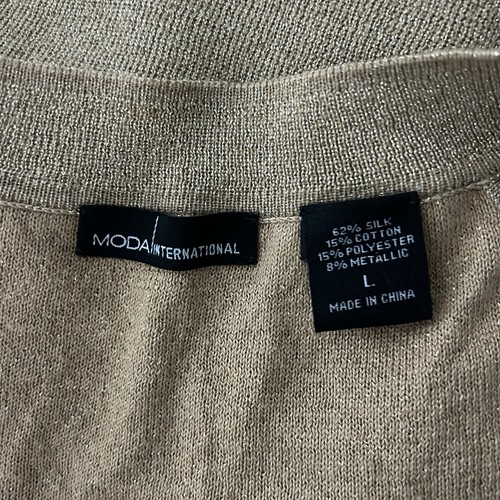 MODA INTERNATIONAL
62% SILK
15% COTTON
15% POLYESTER
8% METALLIC
L
MADE IN CHINA